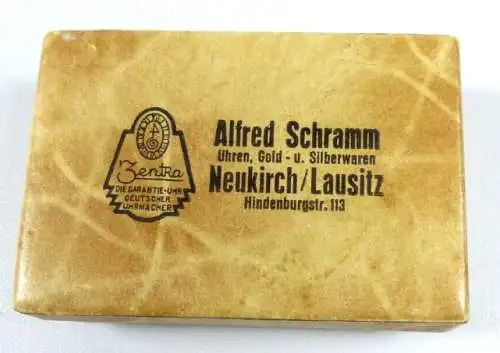 Zentra
DIE GARANTIE-UHR
DEUTSCHER
UHRMACHER
Alfred Schramm
Uhren, Gold- u. Silberwaren
Neukirch/Lausitz
Hindenburgstr. 113